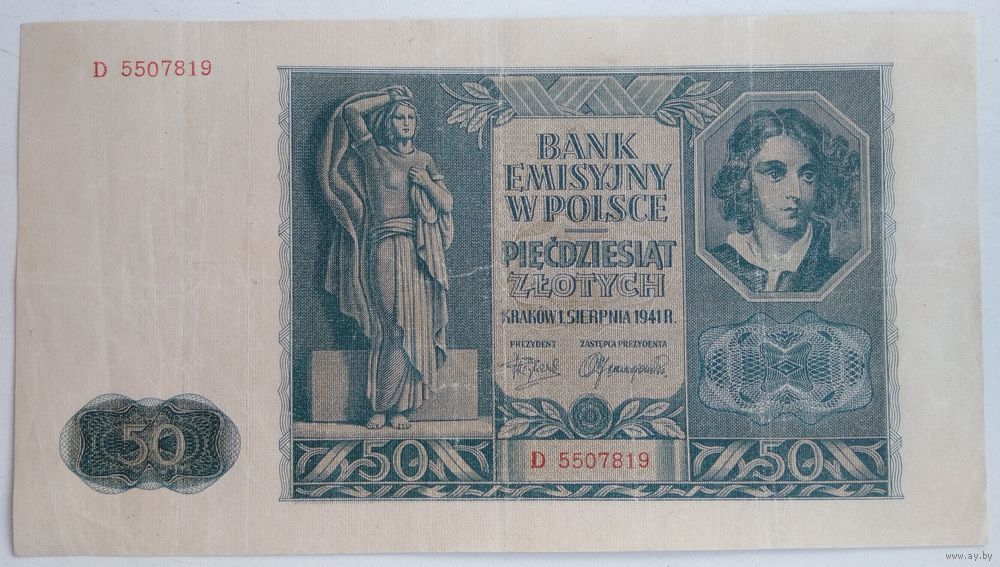 D 5507819
BANK
EMISYJNY
W POLSCE
PIĘĆDZIESIĄT
ZŁOTYCH
KRAKÓW 1. SIERPNIA 1941 R.
PREZYDENT ZASTĘPCA PREZYDENTA
50
50 D 5507819 50
www.ay.by